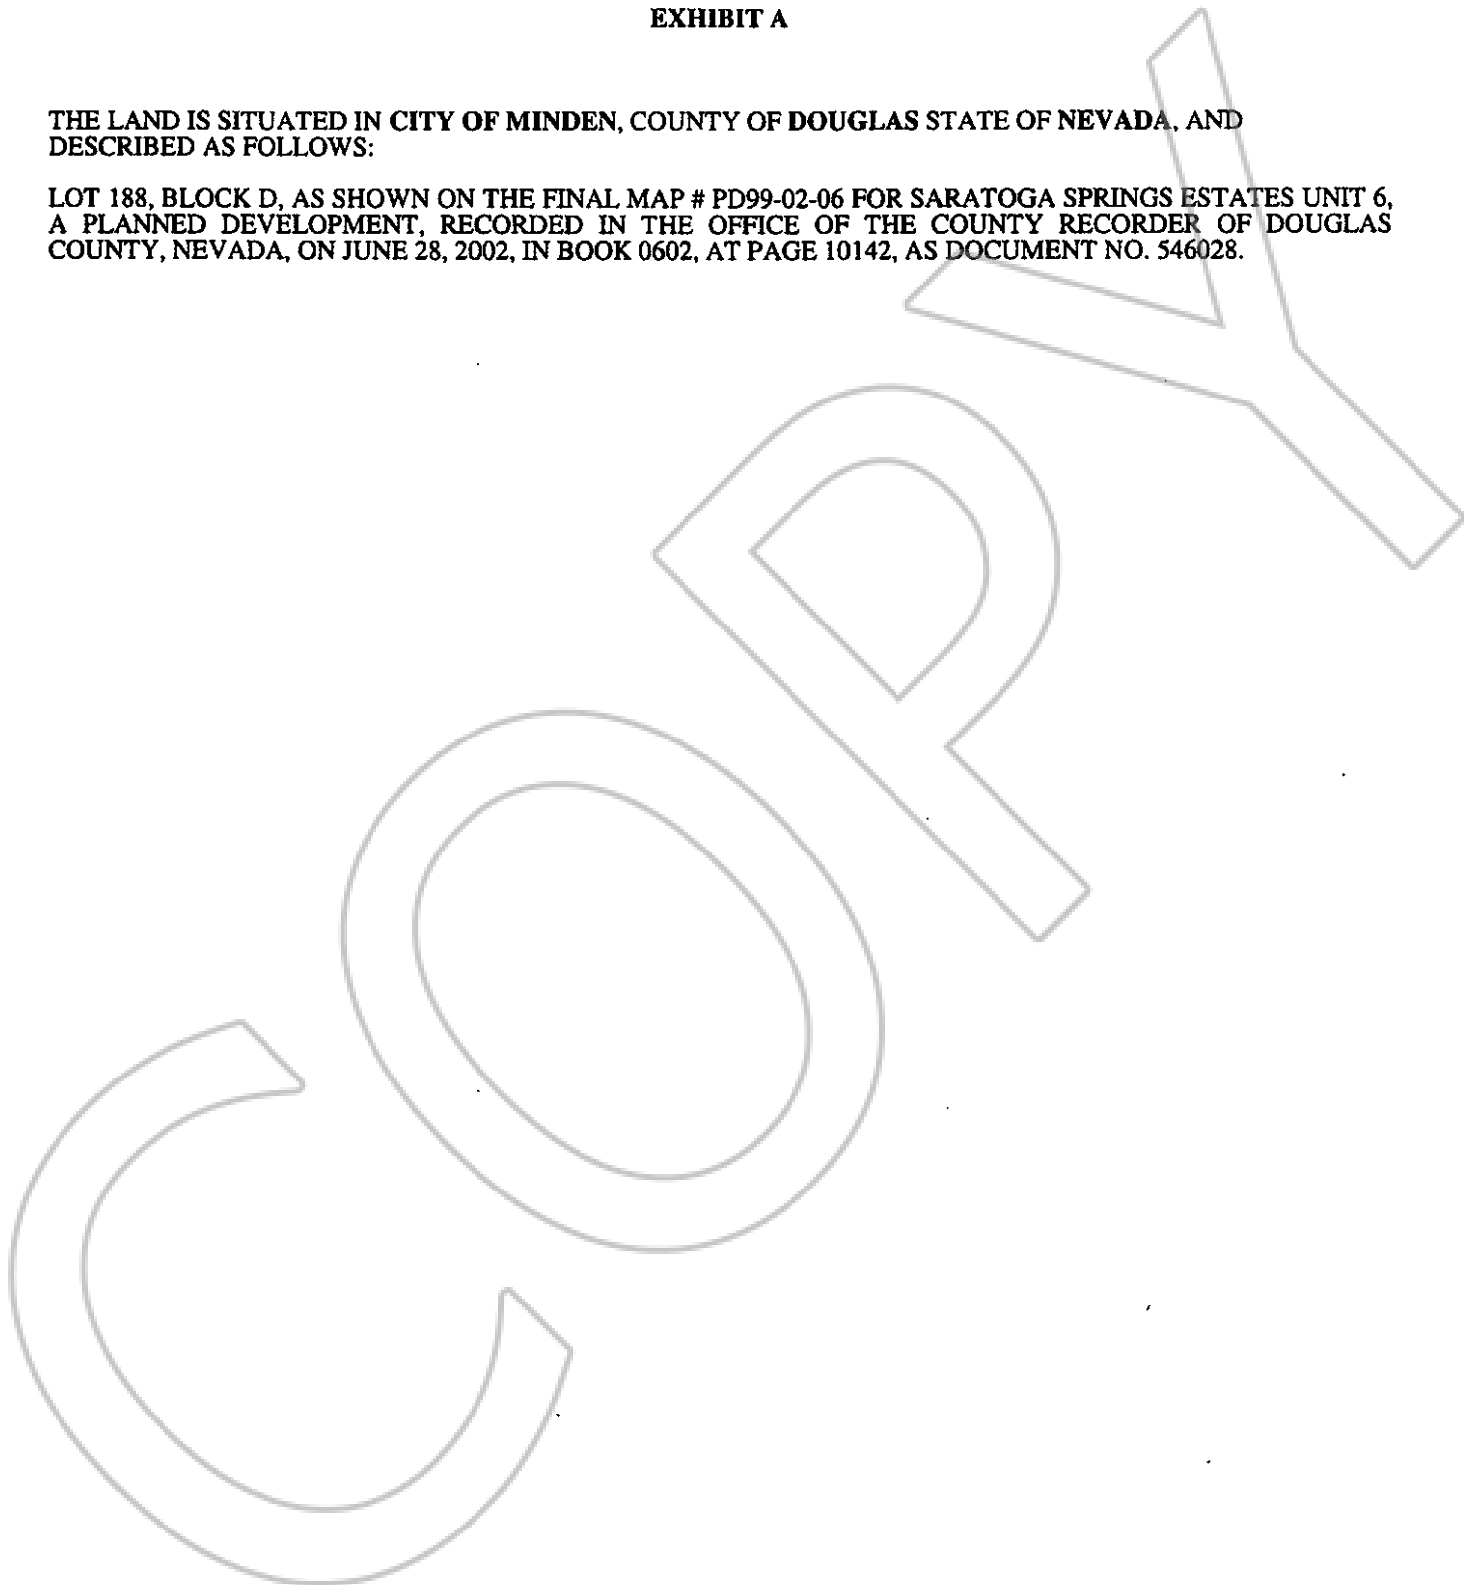 EXHIBIT A
THE LAND IS SITUATED IN CITY OF MINDEN, COUNTY OF DOUGLAS STATE OF NEVADA, AND
DESCRIBED AS FOLLOWS:
LOT 188, BLOCK D, AS SHOWN ON THE FINAL MAP # PD99-02-06 FOR SARATOGA SPRINGS ESTATES UNIT 6,
A PLANNED DEVELOPMENT, RECORDED IN THE OFFICE OF THE COUNTY RECORDER OF DOUGLAS
COUNTY, NEVADA, ON JUNE 28, 2002, IN BOOK 0602, AT PAGE 10142, AS DOCUMENT NO. 546028.
COPY